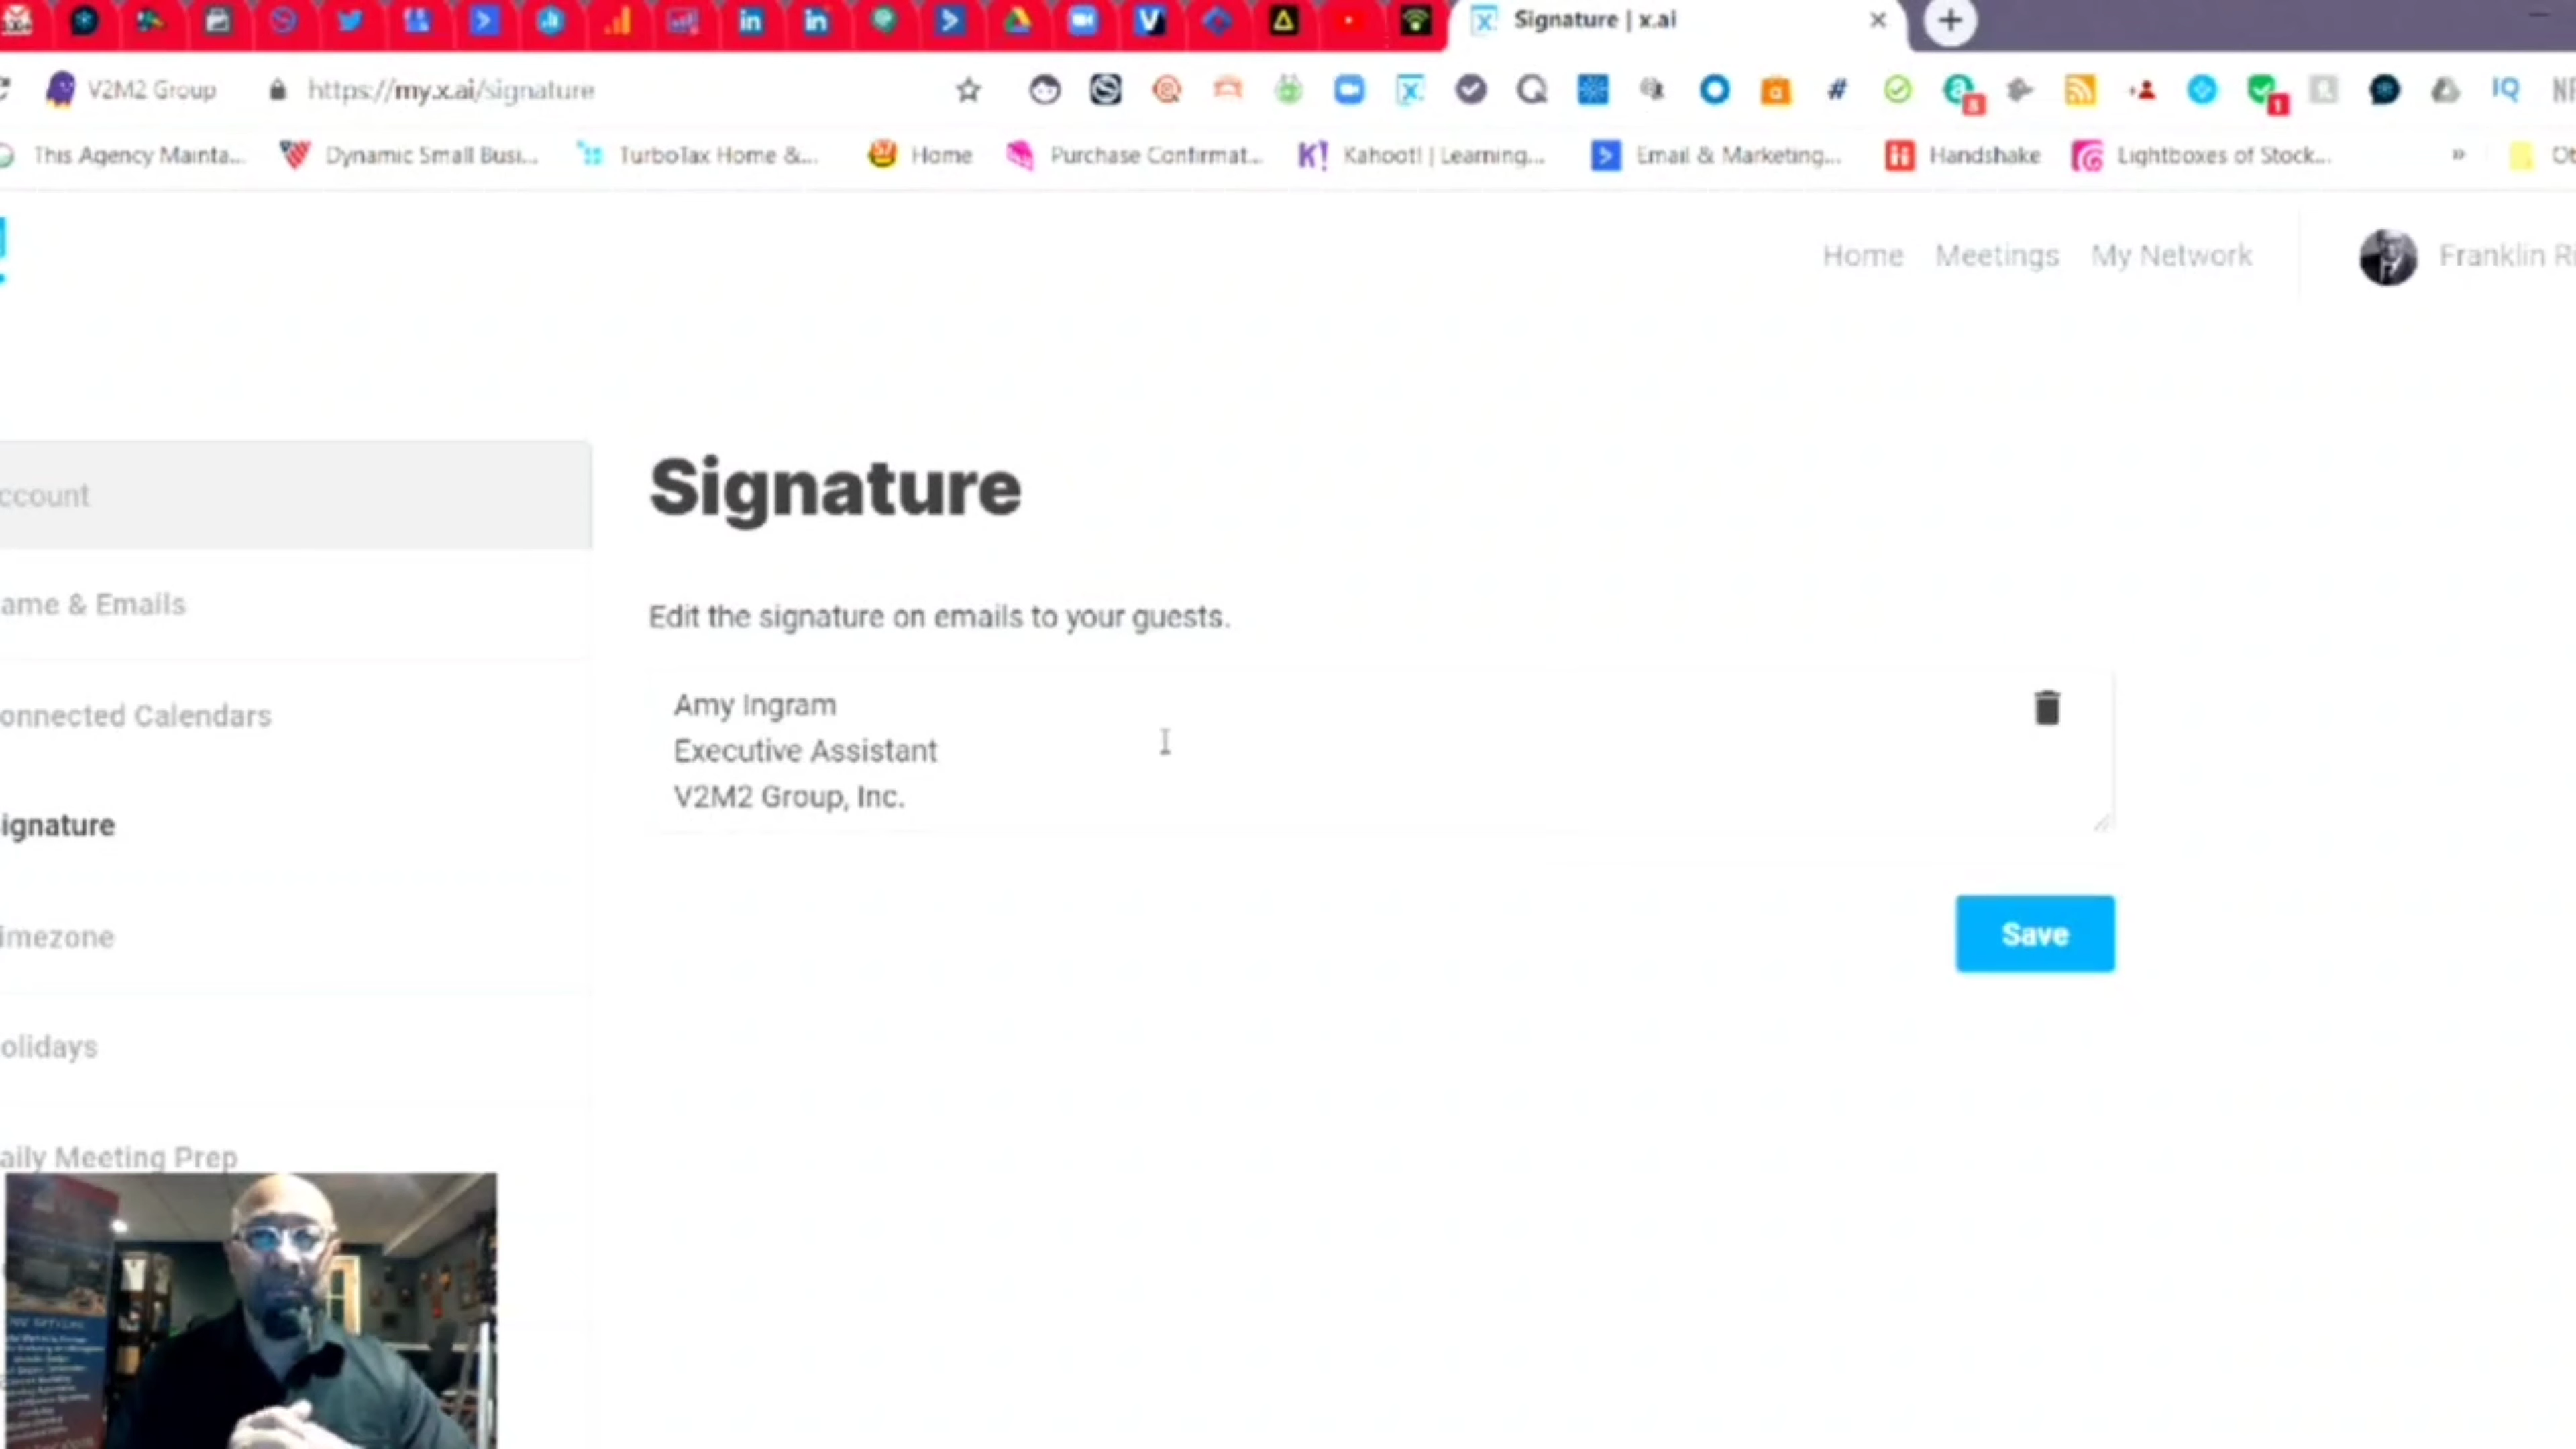 Signature | x.ai
V2M2 Group
https://my.x.ai/signature
IQ
This Agency Mainta...
Dynamic Small Busi...
TurboTax Home &...
Home
Purchase Confirmat...
K! Kahoot! | Learning...
Email & Marketing...
Handshake
Lightboxes of Stock...
»
Home Meetings My Network
Franklin Ri
ccount
ame & Emails
onnected Calendars
ignature
imezone
olidays
aily Meeting Prep
Signature
Edit the signature on emails to your guests.
Amy Ingram
Executive Assistant
V2M2 Group, Inc.
Save